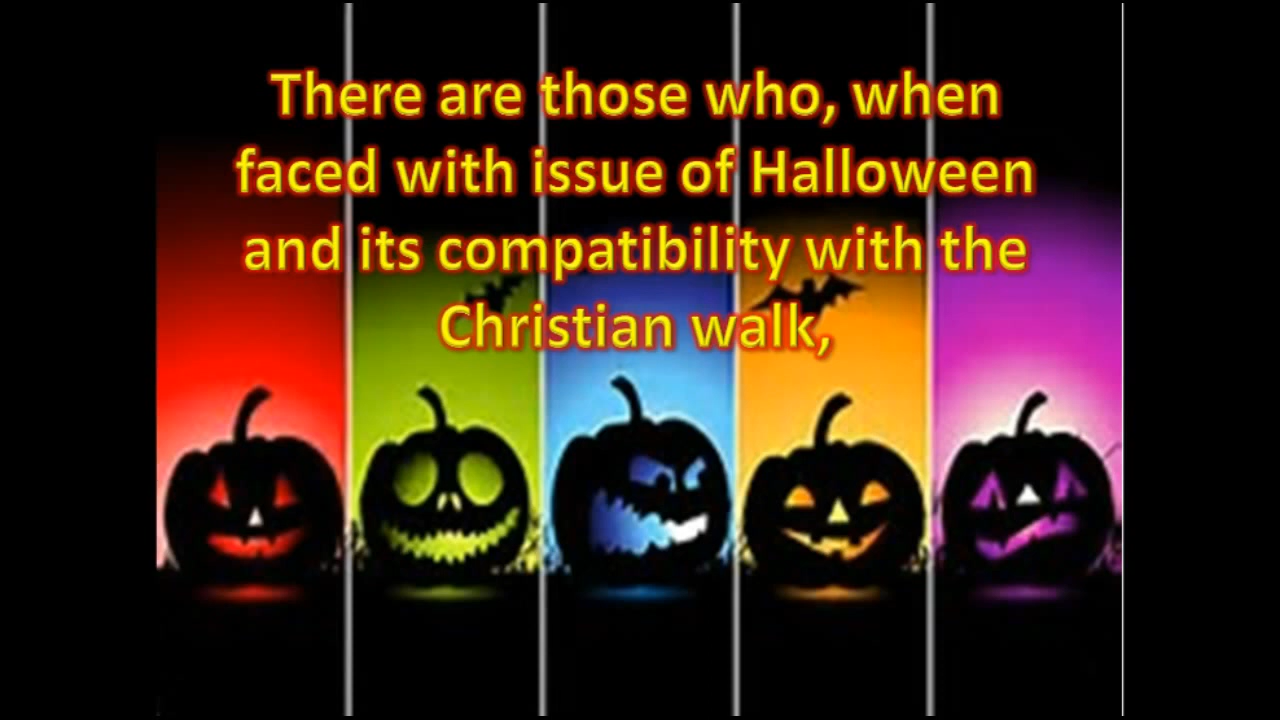 There are those who, when
faced with issue of Halloween
and its compatibility with the
Christian walk,